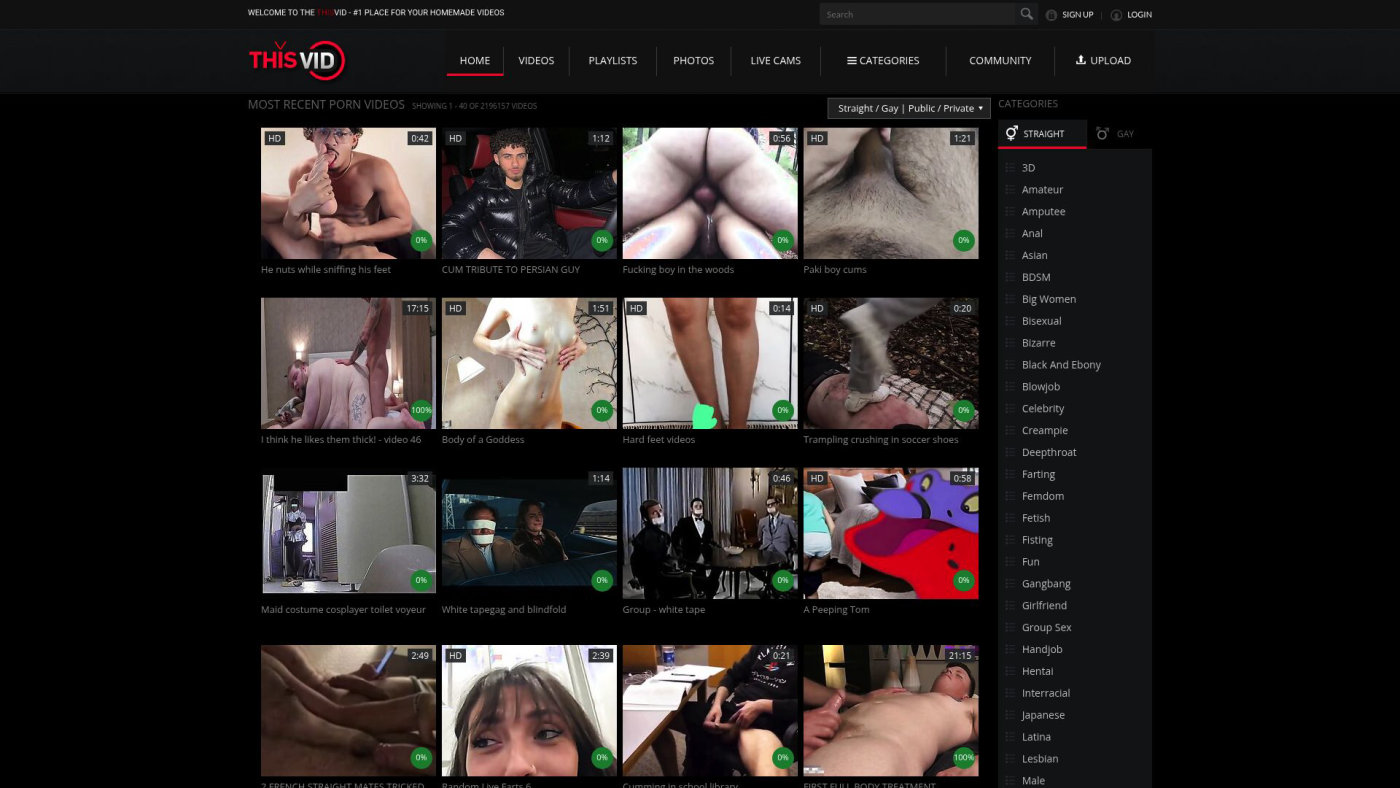 WELCOME TO THE THISVID - #1 PLACE FOR YOUR HOMEMADE VIDEOS
Search
SIGN UP
LOGIN
THISVID
HOME
VIDEOS
PLAYLISTS
PHOTOS
LIVE CAMS
CATEGORIES
COMMUNITY
UPLOAD
MOST RECENT PORN VIDEOS
SHOWING 1 - 40 OF 2196157 VIDEOS
Straight / Gay | Public / Private
HD 0:42
0%
He nuts while sniffing his feet
HD 1:12
0%
CUM TRIBUTE TO PERSIAN GUY
0:56
0%
Fucking boy in the woods
HD 1:21
0%
Paki boy cums
17:15
100%
I think he likes them thick! - video 46
HD 1:51
0%
Body of a Goddess
HD 0:14
0%
Hard feet videos
HD 0:20
0%
Trampling crushing in soccer shoes
3:32
0%
Maid costume cosplayer toilet voyeur
1:14
0%
White tapegag and blindfold
0:46
0%
Group - white tape
HD 0:58
0%
A Peeping Tom
2:49
0%
2 FRENCH STRAIGHT MATES TRICKED
HD 2:39
0%
Random Live Farts 6
0:21
0%
Cumming in school library
21:15
100%
FIRST FULL BODY TREATMENT
CATEGORIES
STRAIGHT
GAY
3D
Amateur
Amputee
Anal
Asian
BDSM
Big Women
Bisexual
Bizarre
Black And Ebony
Blowjob
Celebrity
Creampie
Deepthroat
Farting
Femdom
Fetish
Fisting
Fun
Gangbang
Girlfriend
Group Sex
Handjob
Hentai
Interracial
Japanese
Latina
Lesbian
Male